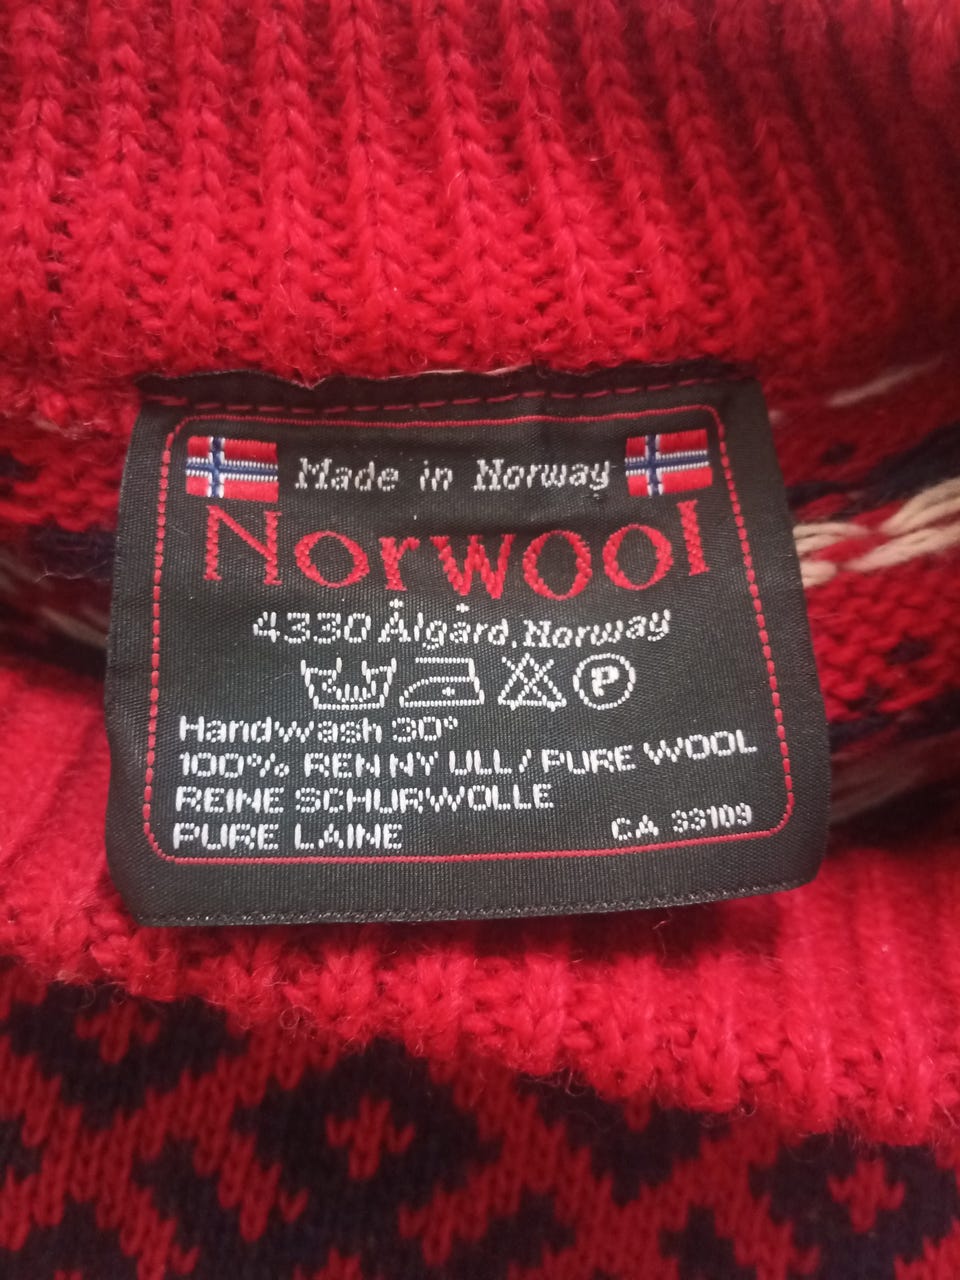 Made in Norway
Norwool
4330 Ålgård, Norway
P
Handwash 30°
100% REN NY ULL / PURE WOOL
REINE SCHURWOLLE
PURE LAINE
CA 33109